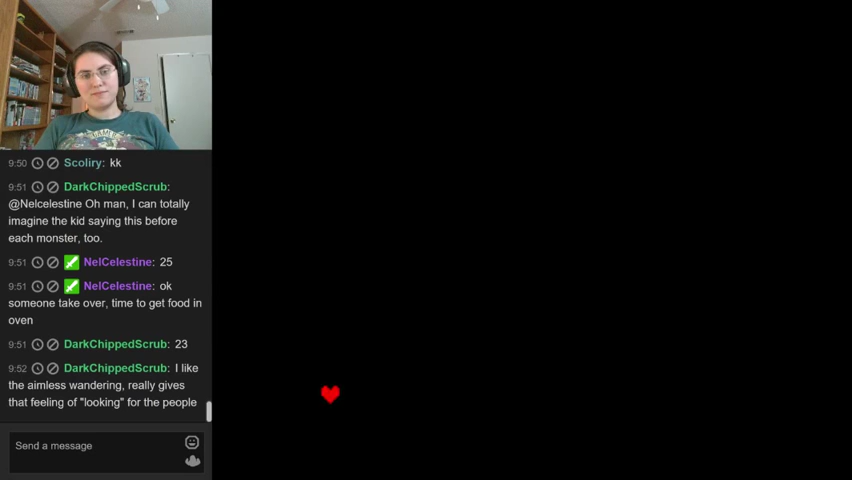 9:50 Scoliry: kk
9:51 DarkChippedScrub:
@Nelcelestine Oh man, I can totally
imagine the kid saying this before
each monster, too.
9:51 NelCelestine: 25
9:51 NelCelestine: ok
someone take over, time to get food in
oven
9:51 DarkChippedScrub: 23
9:52 DarkChippedScrub: I like
the aimless wandering, really gives
that feeling of "looking" for the people
Send a message